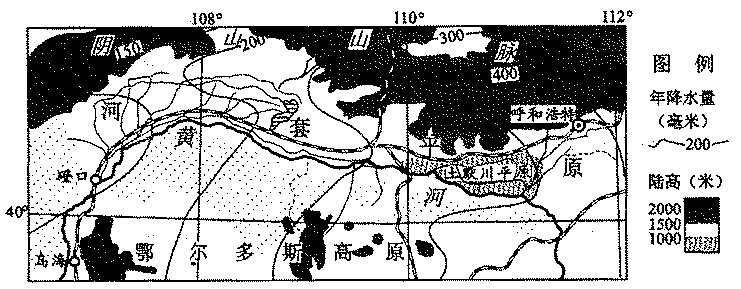 108° 110° 112°
阴 山 山 脉
150 200 300 400
呼和浩特
河 套 平 原
黄 河
土默川平原
磴口
40°
乌海
鄂尔多斯高原
图 例
年降水量
(毫米)
200
陆高(米)
2000
1500
1000